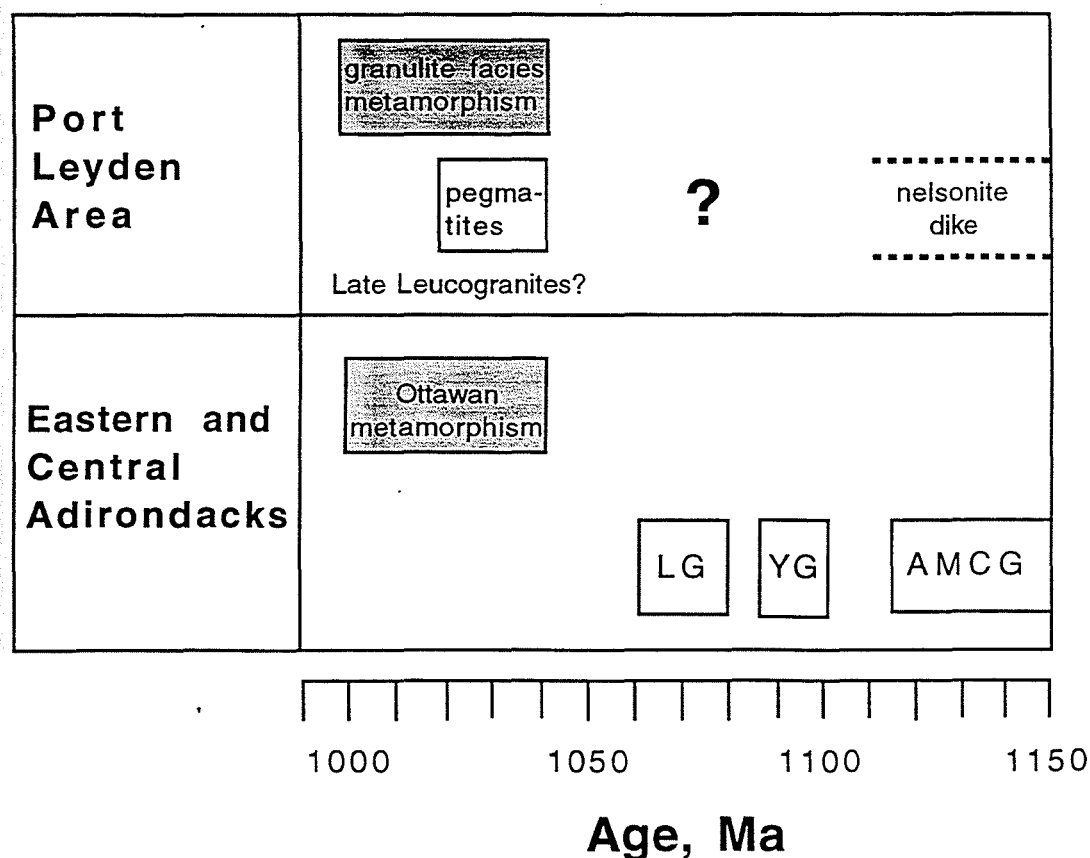 Port
Leyden
Area
granulite facies
metamorphism
pegma-
tites
?
nelsonite
dike
Late Leucogranites?
Eastern and
Central
Adirondacks
Ottawan
metamorphism
LG
YG
AMCG
1000
1050
1100
1150
Age, Ma